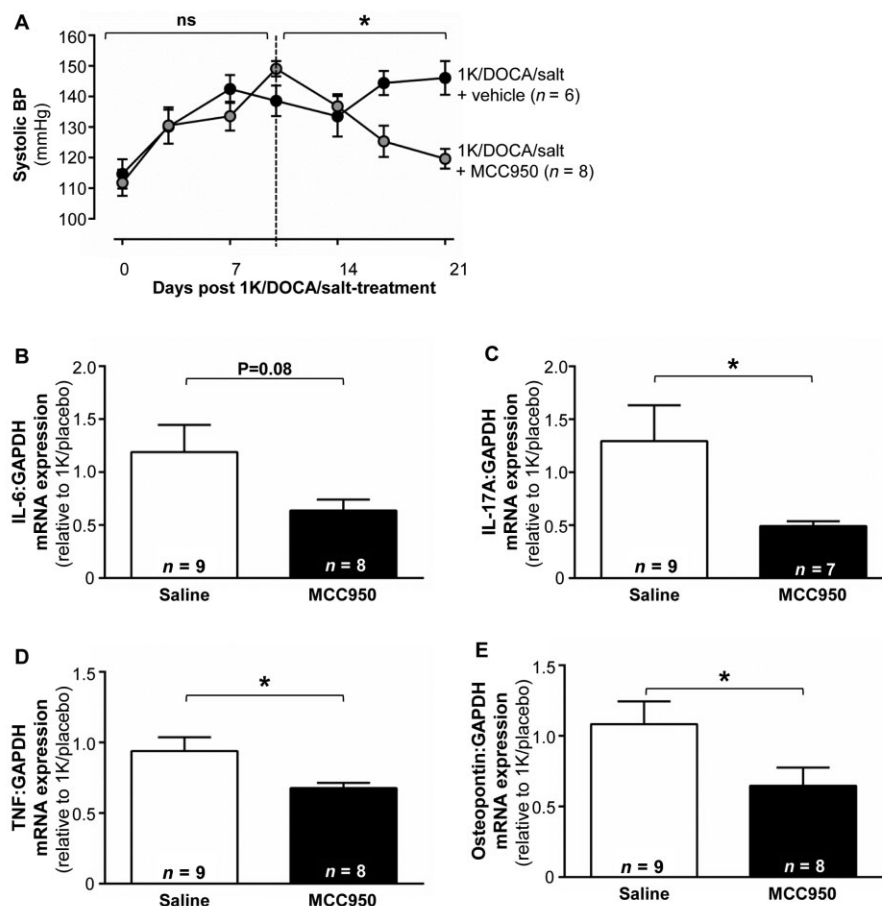 A
ns
*
160
150
140
130
120
110
100
Systolic BP
(mmHg)
1K/DOCA/salt
+ vehicle (n = 6)
1K/DOCA/salt
+ MCC950 (n = 8)
0 7 14 21
Days post 1K/DOCA/salt-treatment
B
P=0.08
2.0
1.5
1.0
0.5
0
IL-6:GAPDH
mRNA expression
(relative to 1K/placebo)
n = 9 n = 8
Saline MCC950
C
*
2.0
1.5
1.0
0.5
0
IL-17A:GAPDH
mRNA expression
(relative to 1K/placebo)
n = 9 n = 7
Saline MCC950
D
*
1.5
1.0
0.5
0
TNF:GAPDH
mRNA expression
(relative to 1K/placebo)
n = 9 n = 8
Saline MCC950
E
*
1.5
1.0
0.5
0
Osteopontin:GAPDH
mRNA expression
(relative to 1K/placebo)
n = 9 n = 8
Saline MCC950